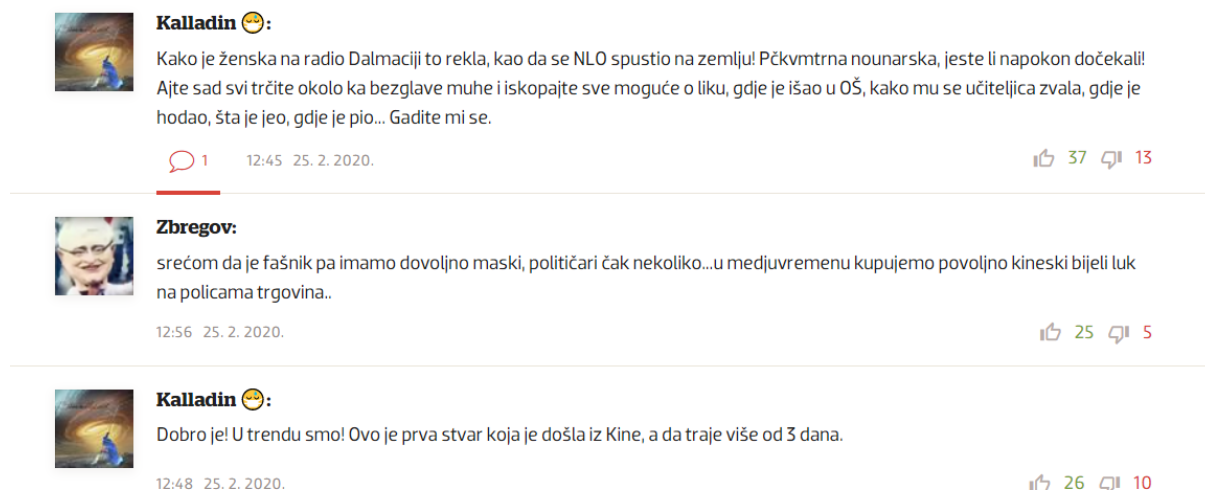 Kalladin 😷:
Kako je ženska na radio Dalmaciji to rekla, kao da se NLO spustio na zemlju! Pčkvmtrna nounarska, jeste li napokon dočekali!
Ajte sad svi trčite okolo ka bezglave muhe i iskopajte sve moguće o liku, gdje je išao u OŠ, kako mu se učiteljica zvala, gdje je
hodao, šta je jeo, gdje je pio... Gadite mi se.
1 12:45 25. 2. 2020. 37 13
Zbregov:
srećom da je fašnik pa imamo dovoljno maski, političari čak nekoliko...u medjuvremenu kupujemo povoljno kineski bijeli luk
na policama trgovina..
12:56 25. 2. 2020. 25 5
Kalladin 😷:
Dobro je! U trendu smo! Ovo je prva stvar koja je došla iz Kine, a da traje više od 3 dana.
12:48 25. 2. 2020. 26 10